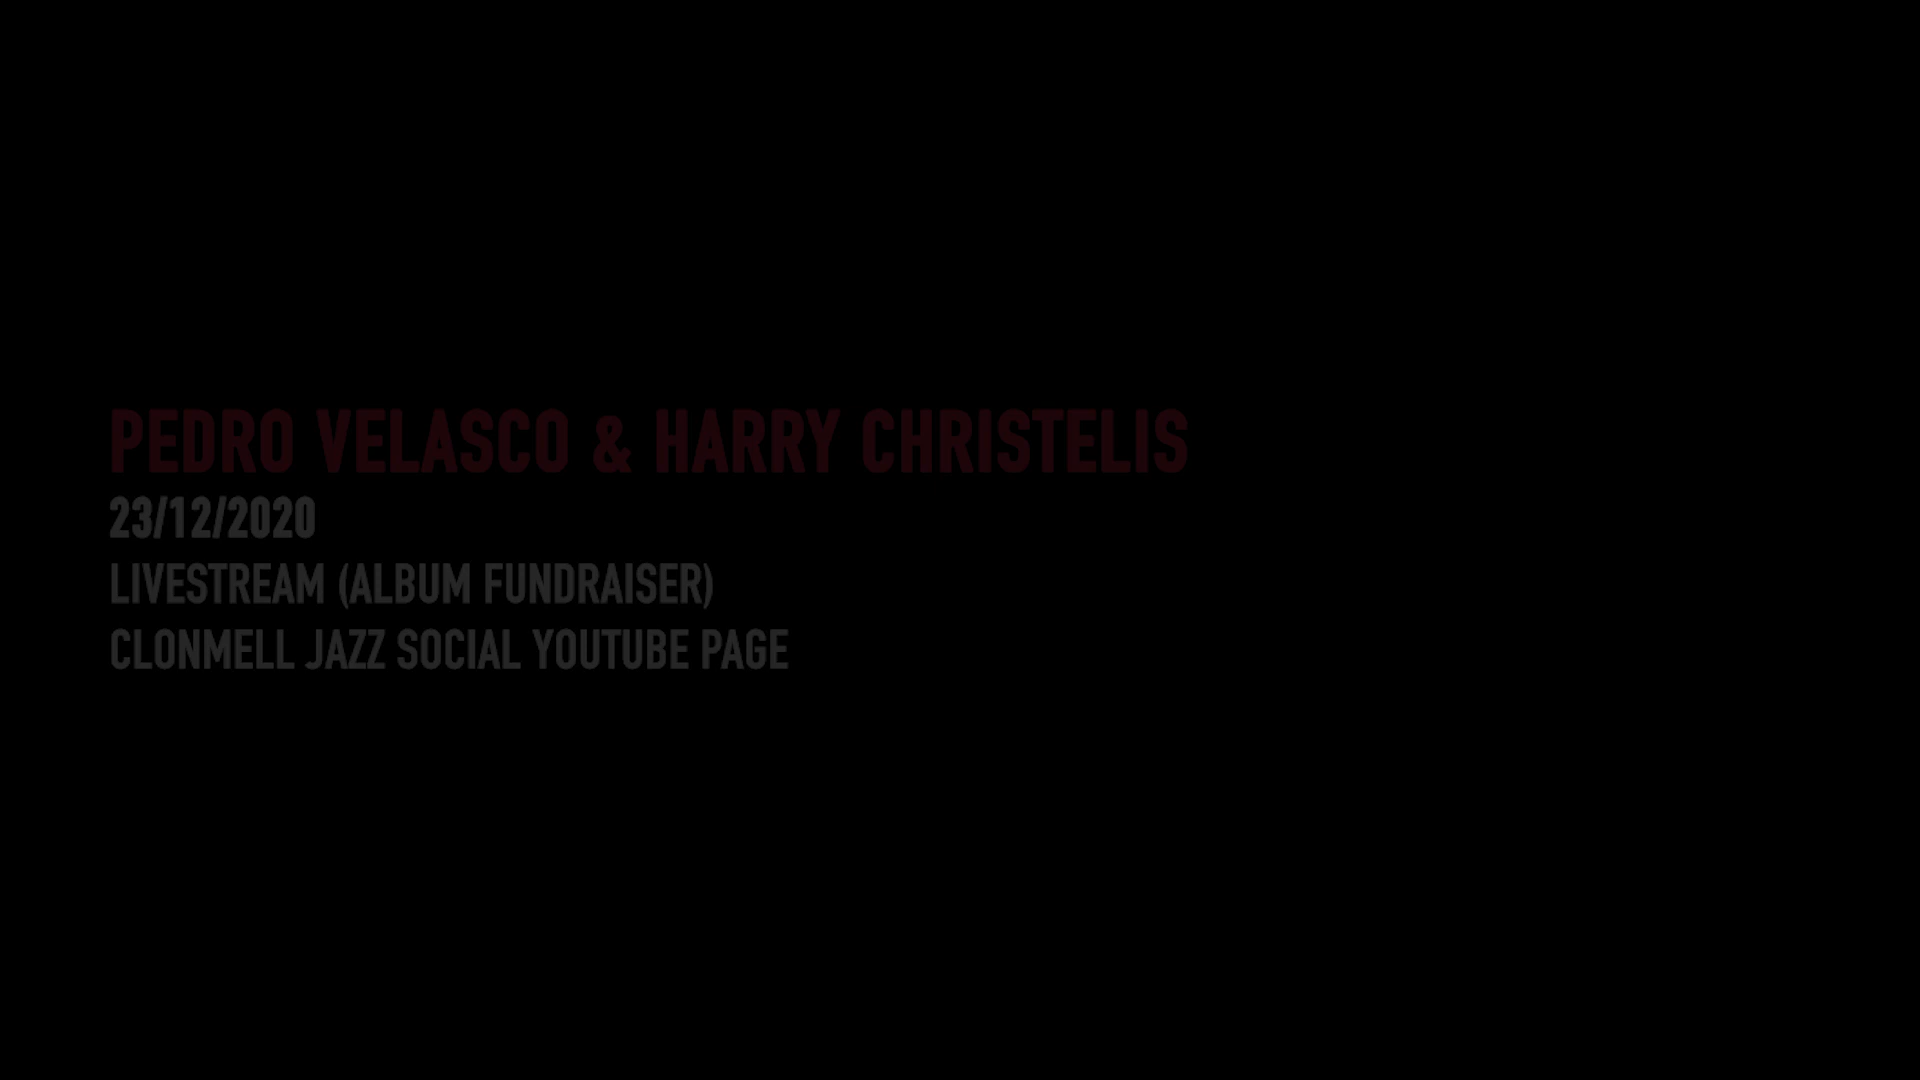 PEDRO VELASCO & HARRY CHRISTELIS
23/12/2020
LIVESTREAM (ALBUM FUNDRAISER)
CLONMELL JAZZ SOCIAL YOUTUBE PAGE